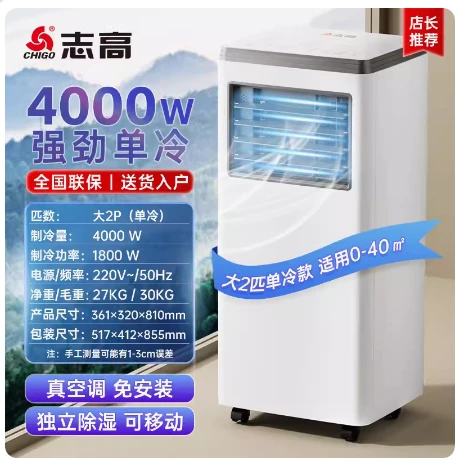 CHIGO
志高
店长
推荐
4000W
强劲单冷
全国联保 | 送货入户
匹数： 大2P（单冷）
制冷量： 4000 W
制冷功率： 1800 W
电源/频率： 220V~/50Hz
净重/毛重： 27KG / 30KG
产品尺寸： 361×320×810mm
包装尺寸： 517×412×855mm
注：手工测量可能有1-3cm误差
大2匹单冷款 适用0-40㎡
真空调 免安装
独立除湿 可移动